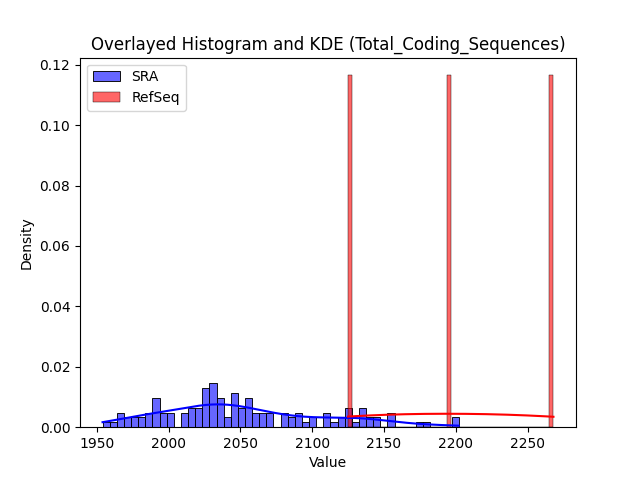 Overlayed Histogram and KDE (Total_Coding_Sequences)
SRA
RefSeq
0.12
0.10
0.08
0.06
0.04
0.02
0.00
Density
1950 2000 2050 2100 2150 2200 2250
Value